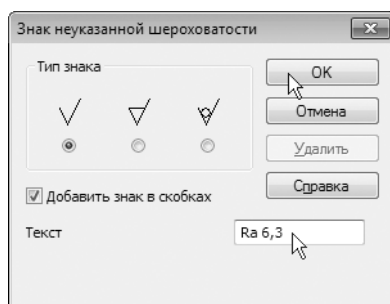 Знак неуказанной шероховатости
Тип знака
OK
Отмена
Удалить
Справка
Добавить знак в скобках
Текст
Ra 6,3